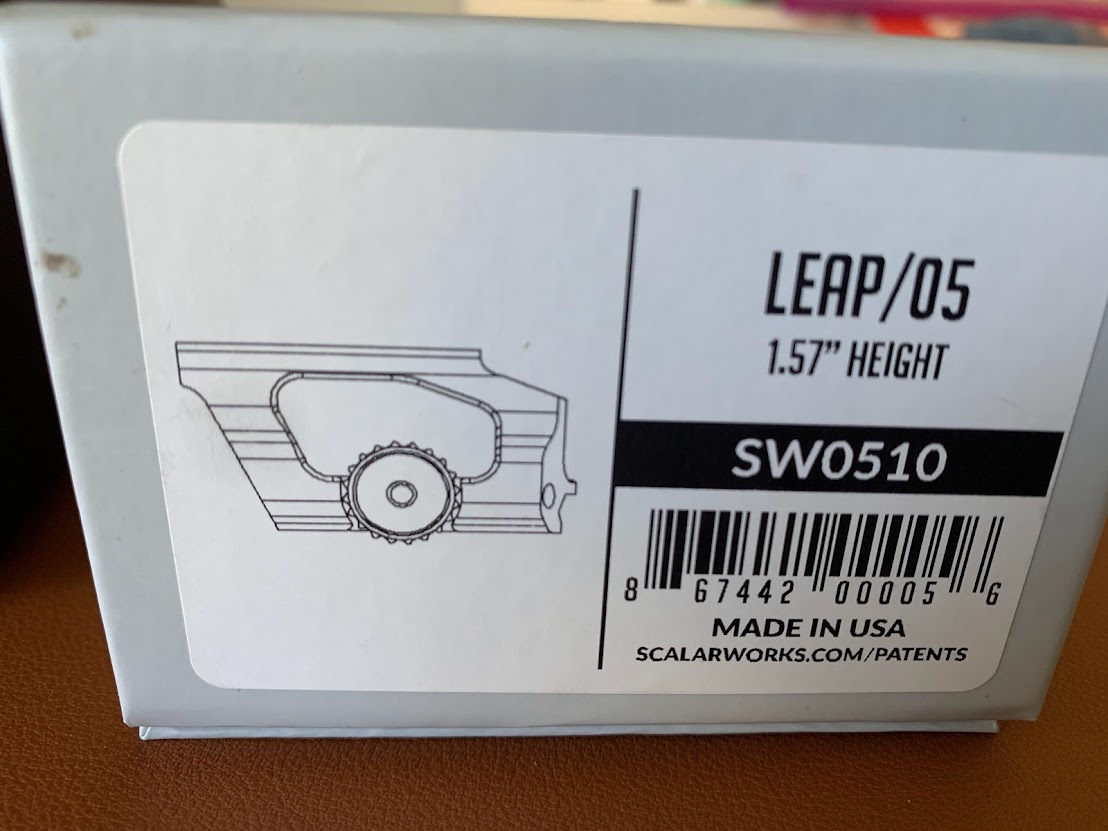 LEAP/05
1.57” HEIGHT
SW0510
8 67442 00005 6
MADE IN USA
SCALARWORKS.COM/PATENTS